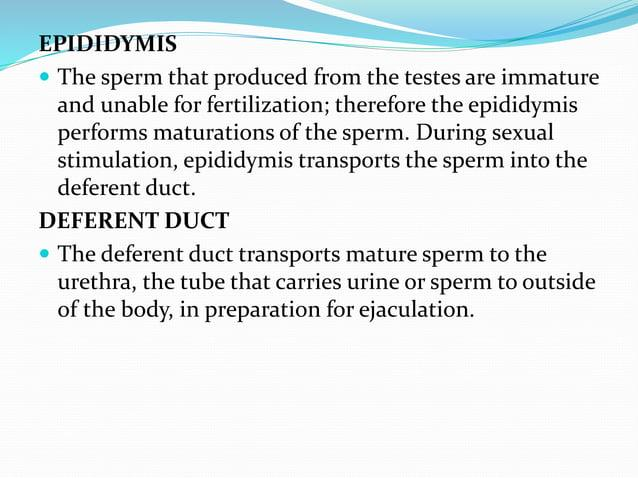 EPIDIDYMIS
The sperm that produced from the testes are immature
and unable for fertilization; therefore the epididymis
performs maturations of the sperm. During sexual
stimulation, epididymis transports the sperm into the
deferent duct.
DEFERENT DUCT
The deferent duct transports mature sperm to the
urethra, the tube that carries urine or sperm to outside
of the body, in preparation for ejaculation.